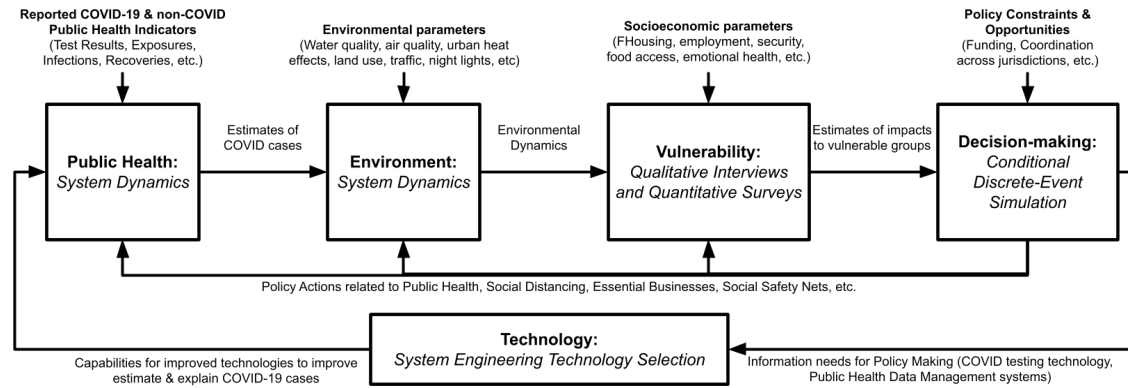 Reported COVID-19 & non-COVID
Public Health Indicators
(Test Results, Exposures,
Infections, Recoveries, etc.)
Environmental parameters
(Water quality, air quality, urban heat
effects, land use, traffic, night lights, etc)
Socioeconomic parameters
(FHousing, employment, security,
food access, emotional health, etc.)
Policy Constraints &
Opportunities
(Funding, Coordination
across jurisdictions, etc.)
Public Health:
System Dynamics
Estimates of
COVID cases
Environment:
System Dynamics
Environmental
Dynamics
Vulnerability:
Qualitative Interviews
and Quantitative Surveys
Estimates of impacts
to vulnerable groups
Decision-making:
Conditional
Discrete-Event
Simulation
Policy Actions related to Public Health, Social Distancing, Essential Businesses, Social Safety Nets, etc.
Technology:
System Engineering Technology Selection
Capabilities for improved technologies to improve
estimate & explain COVID-19 cases
Information needs for Policy Making (COVID testing technology,
Public Health Data Management systems)